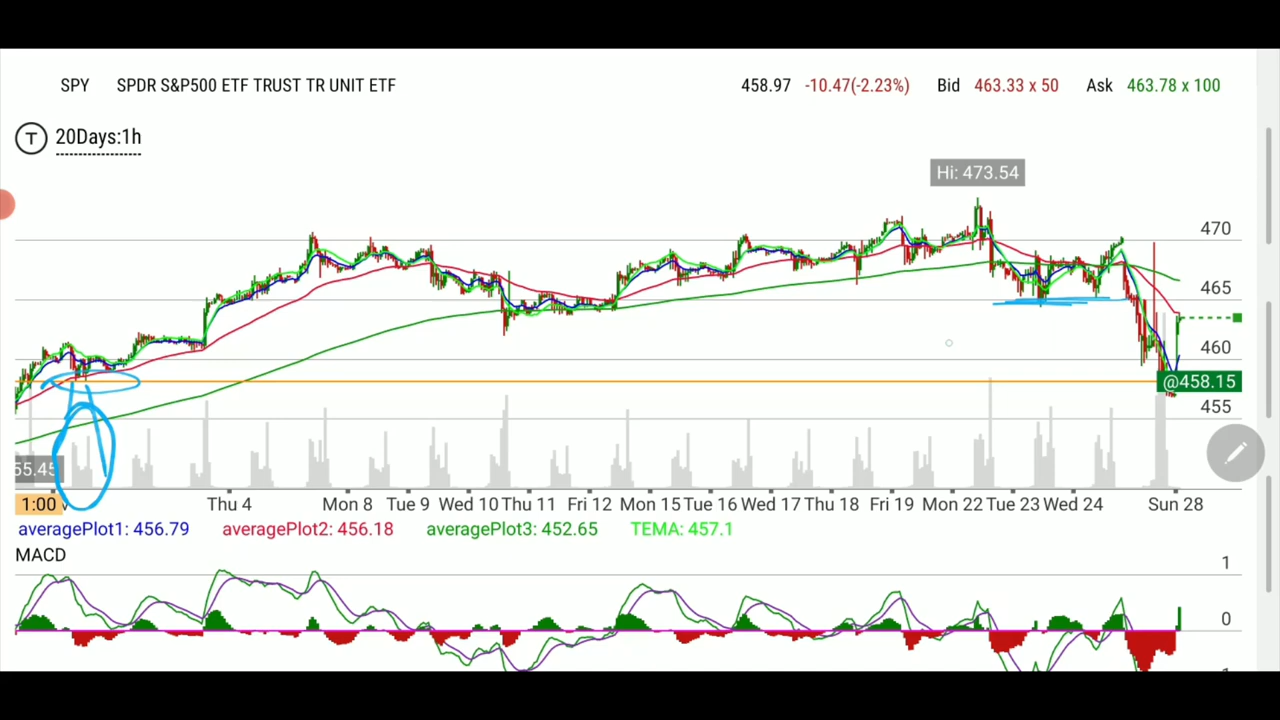 SPY SPDR S&P500 ETF TRUST TR UNIT ETF 458.97 -10.47(-2.23%) Bid 463.33 x 50 Ask 463.78 x 100
T 20Days:1h
Hi: 473.54
470
465
460
@458.15
455
55.45
1:00 Thu 4 Mon 8 Tue 9 Wed 10 Thu 11 Fri 12 Mon 15 Tue 16 Wed 17 Thu 18 Fri 19 Mon 22 Tue 23 Wed 24 Sun 28
averagePlot1: 456.79 averagePlot2: 456.18 averagePlot3: 452.65 TEMA: 457.1
MACD
1
0